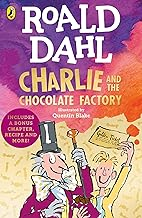 ROALD
DAHL
CHARLIE
AND THE
CHOCOLATE FACTORY
Illustrated by
Quentin Blake
INCLUDES
A BONUS
CHAPTER,
RECIPE AND
MORE!